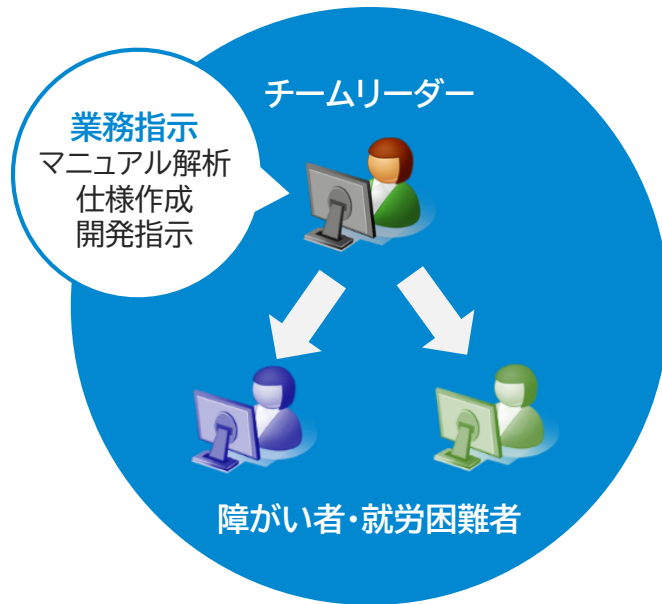 チームリーダー
業務指示
マニュアル解析
仕様作成
開発指示
障がい者・就労困難者